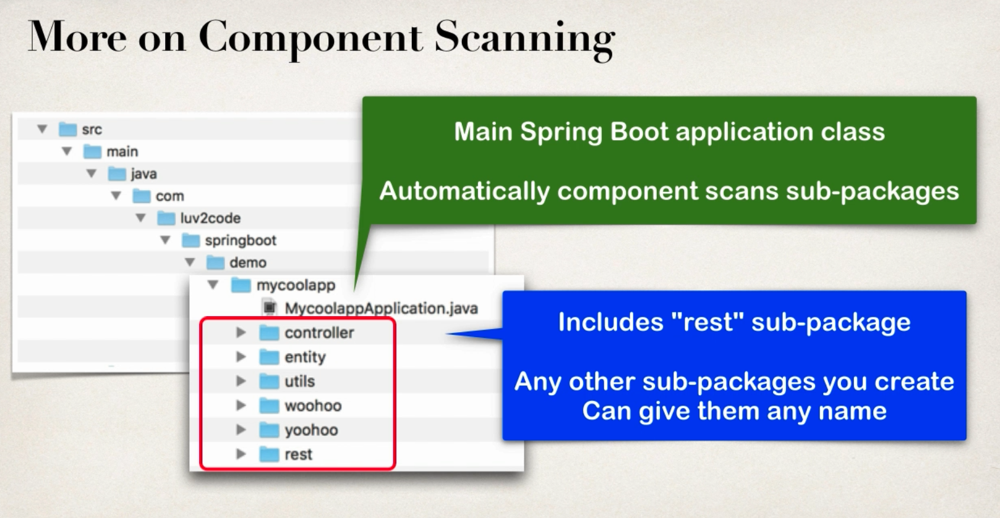 More on Component Scanning
src
main
java
com
luv2code
springboot
demo
mycoolapp
MycoolappApplication.java
controller
entity
utils
woohoo
yoohoo
rest
Main Spring Boot application class
Automatically component scans sub-packages
Includes "rest" sub-package
Any other sub-packages you create
Can give them any name